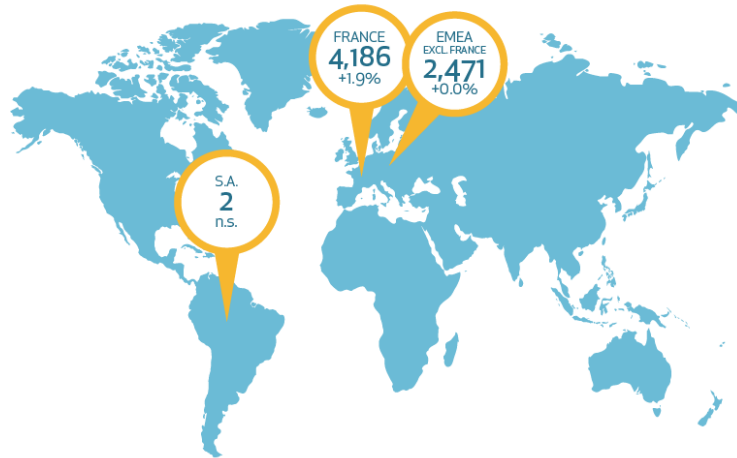 FRANCE
4,186
+1.9%
EMEA
EXCL. FRANCE
2,471
+0.0%
S.A.
2
n.s.